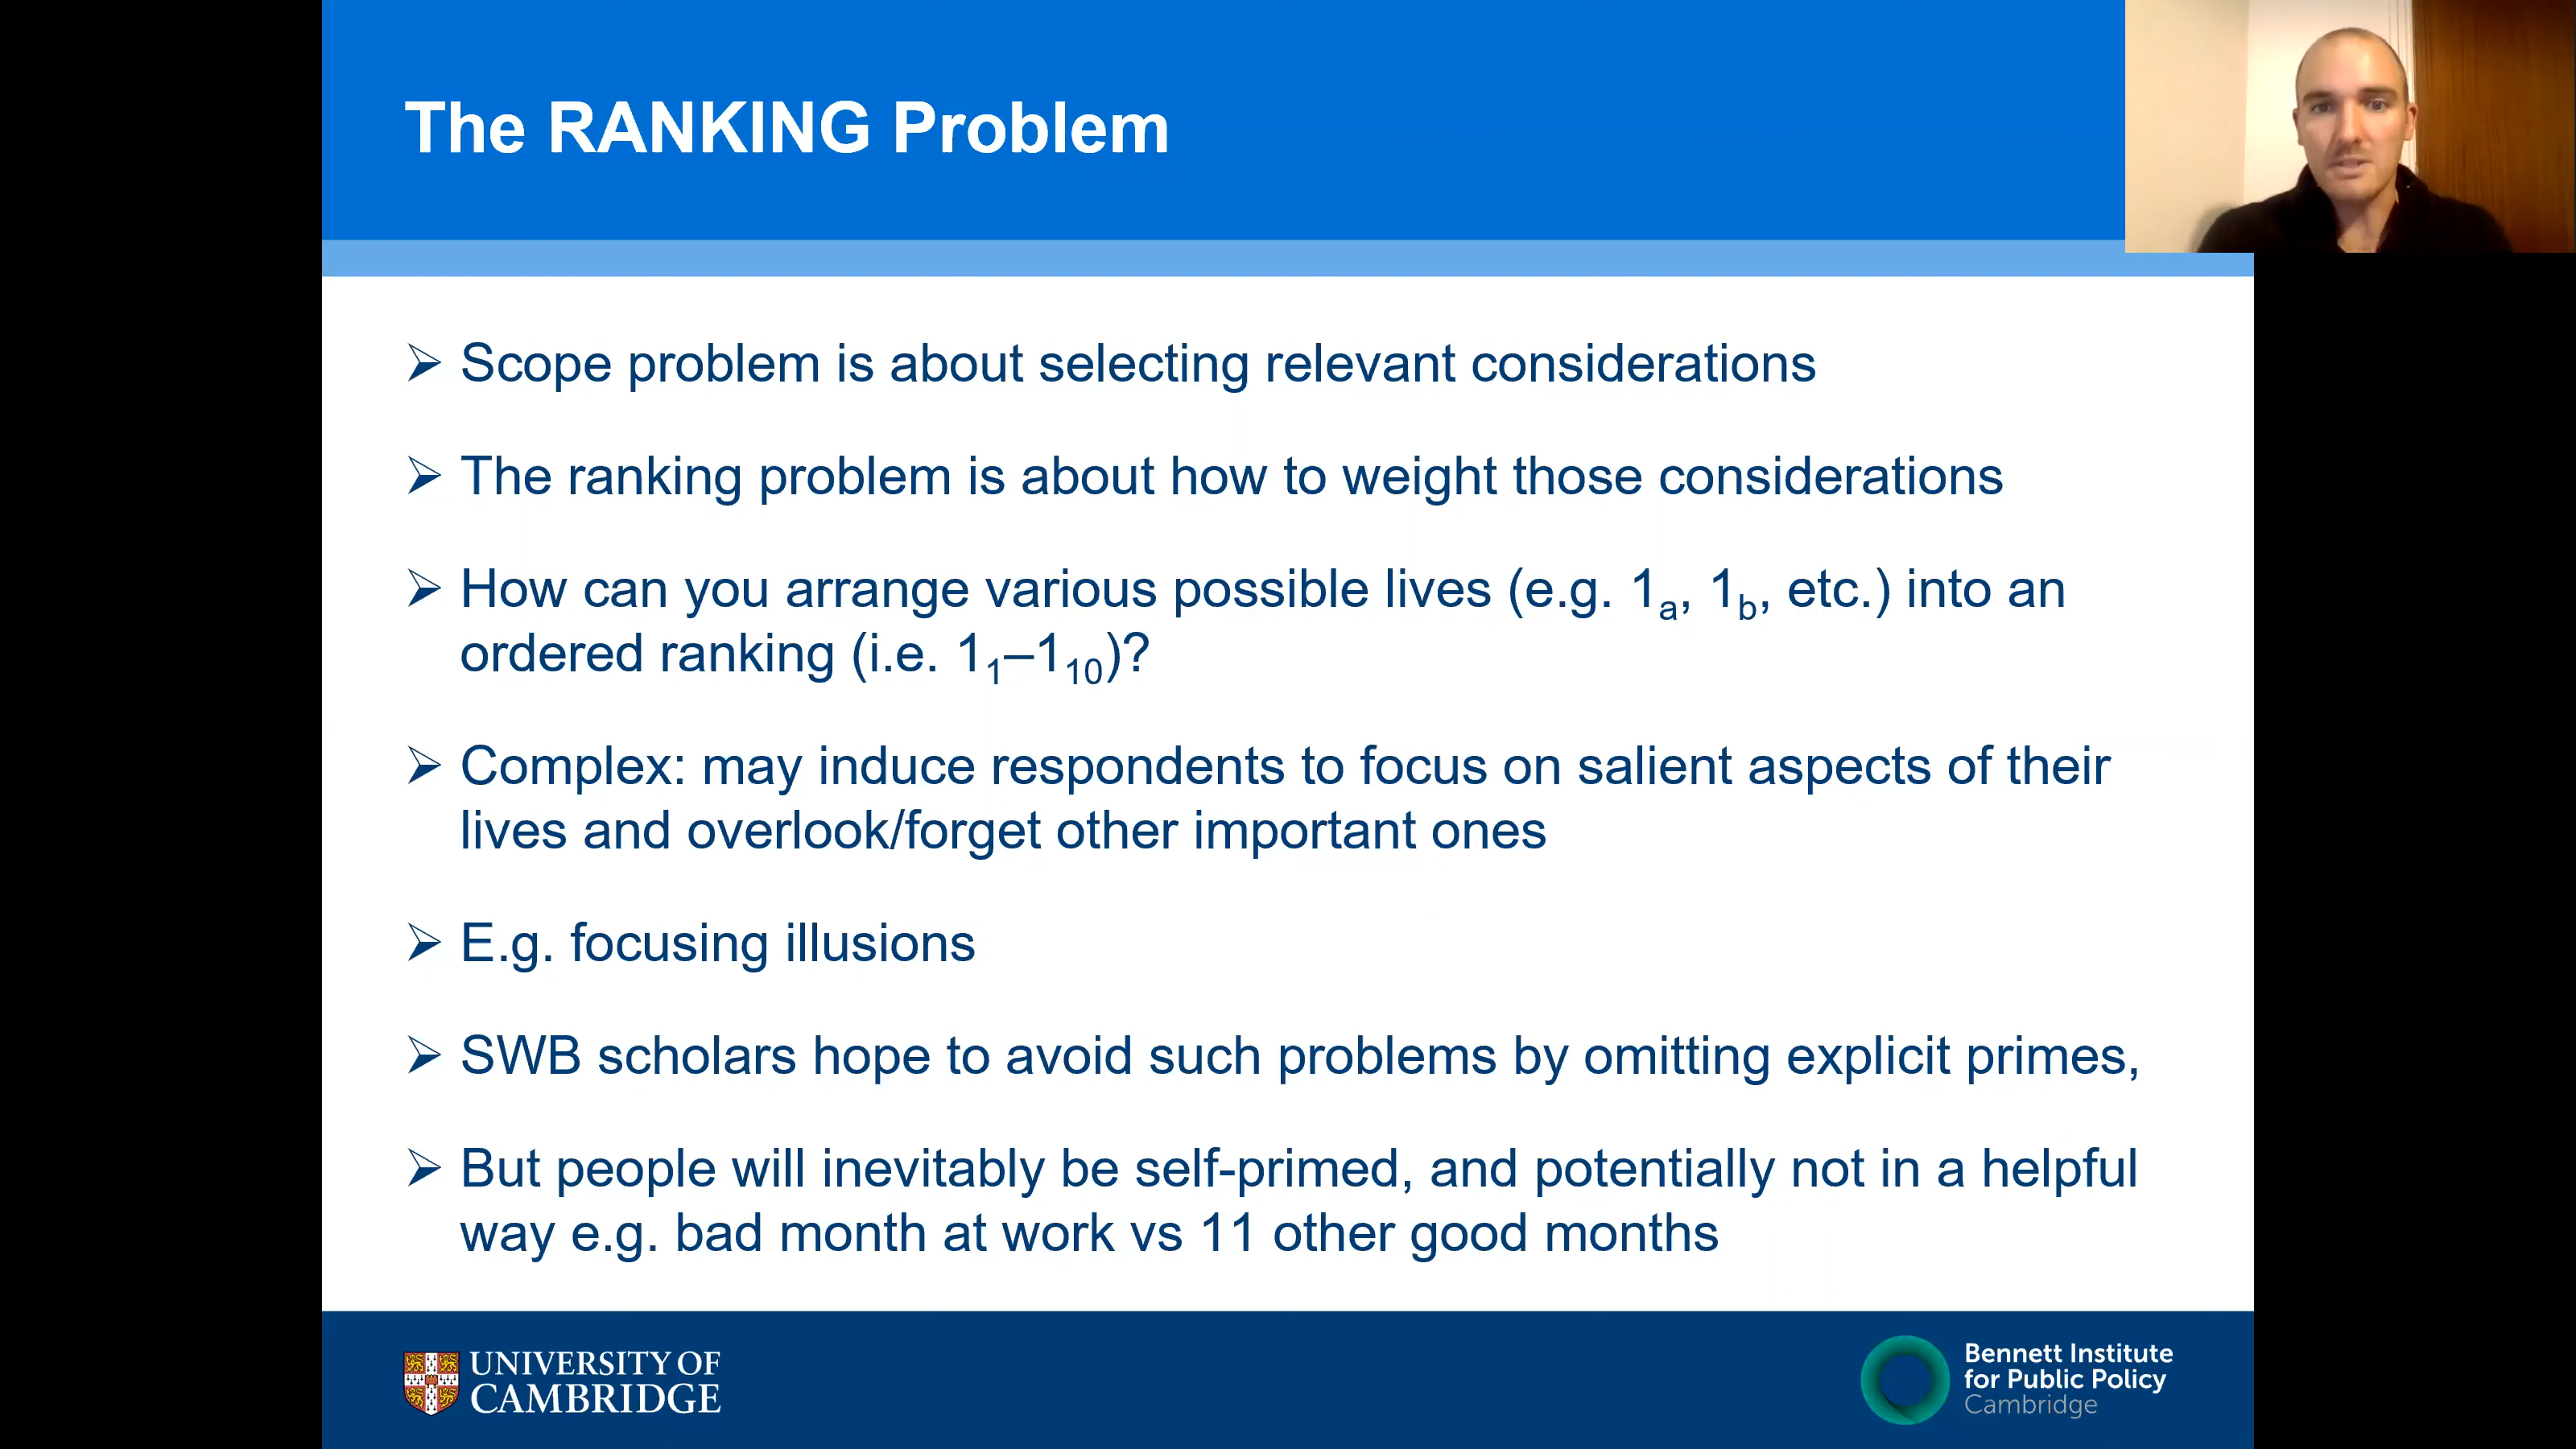 The RANKING Problem
➢ Scope problem is about selecting relevant considerations
➢ The ranking problem is about how to weight those considerations
➢ How can you arrange various possible lives (e.g. 1a, 1b, etc.) into an
ordered ranking (i.e. 11–110)?
➢ Complex: may induce respondents to focus on salient aspects of their
lives and overlook/forget other important ones
➢ E.g. focusing illusions
➢ SWB scholars hope to avoid such problems by omitting explicit primes,
➢ But people will inevitably be self-primed, and potentially not in a helpful
way e.g. bad month at work vs 11 other good months
UNIVERSITY OF
CAMBRIDGE
Bennett Institute
for Public Policy
Cambridge